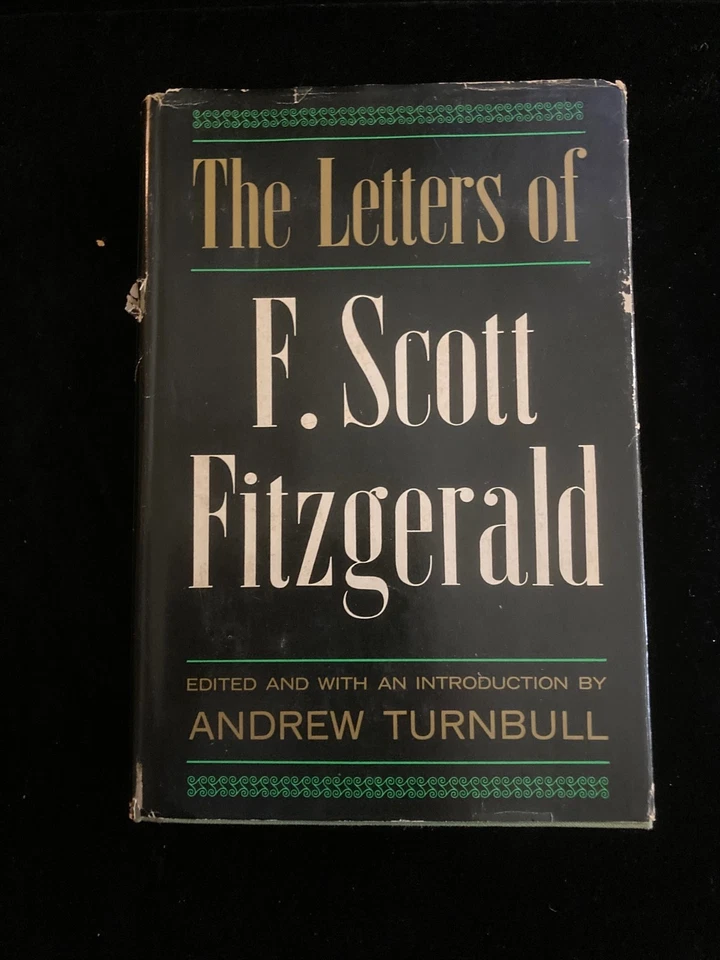 The Letters of
F. Scott
Fitzgerald
EDITED AND WITH AN INTRODUCTION BY
ANDREW TURNBULL